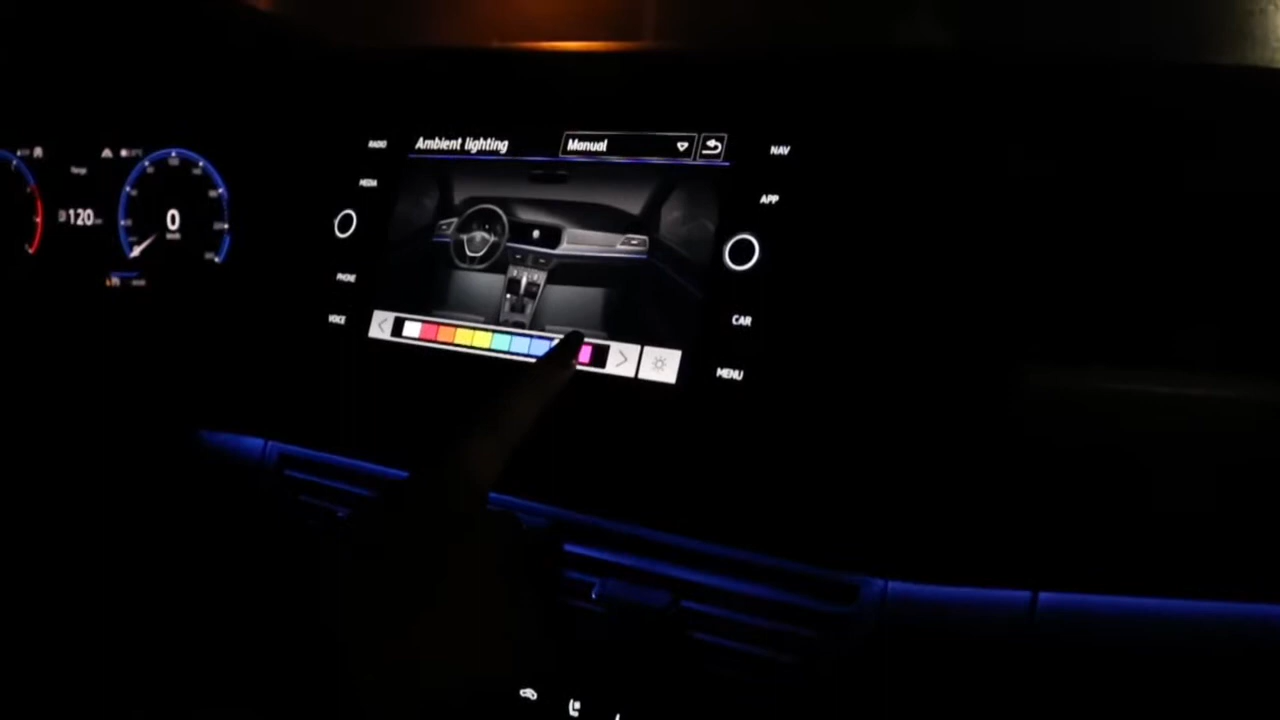 RADIO
Ambient lighting
Manual
NAV
MEDIA
APP
120
0
PHONE
VOICE
CAR
MENU